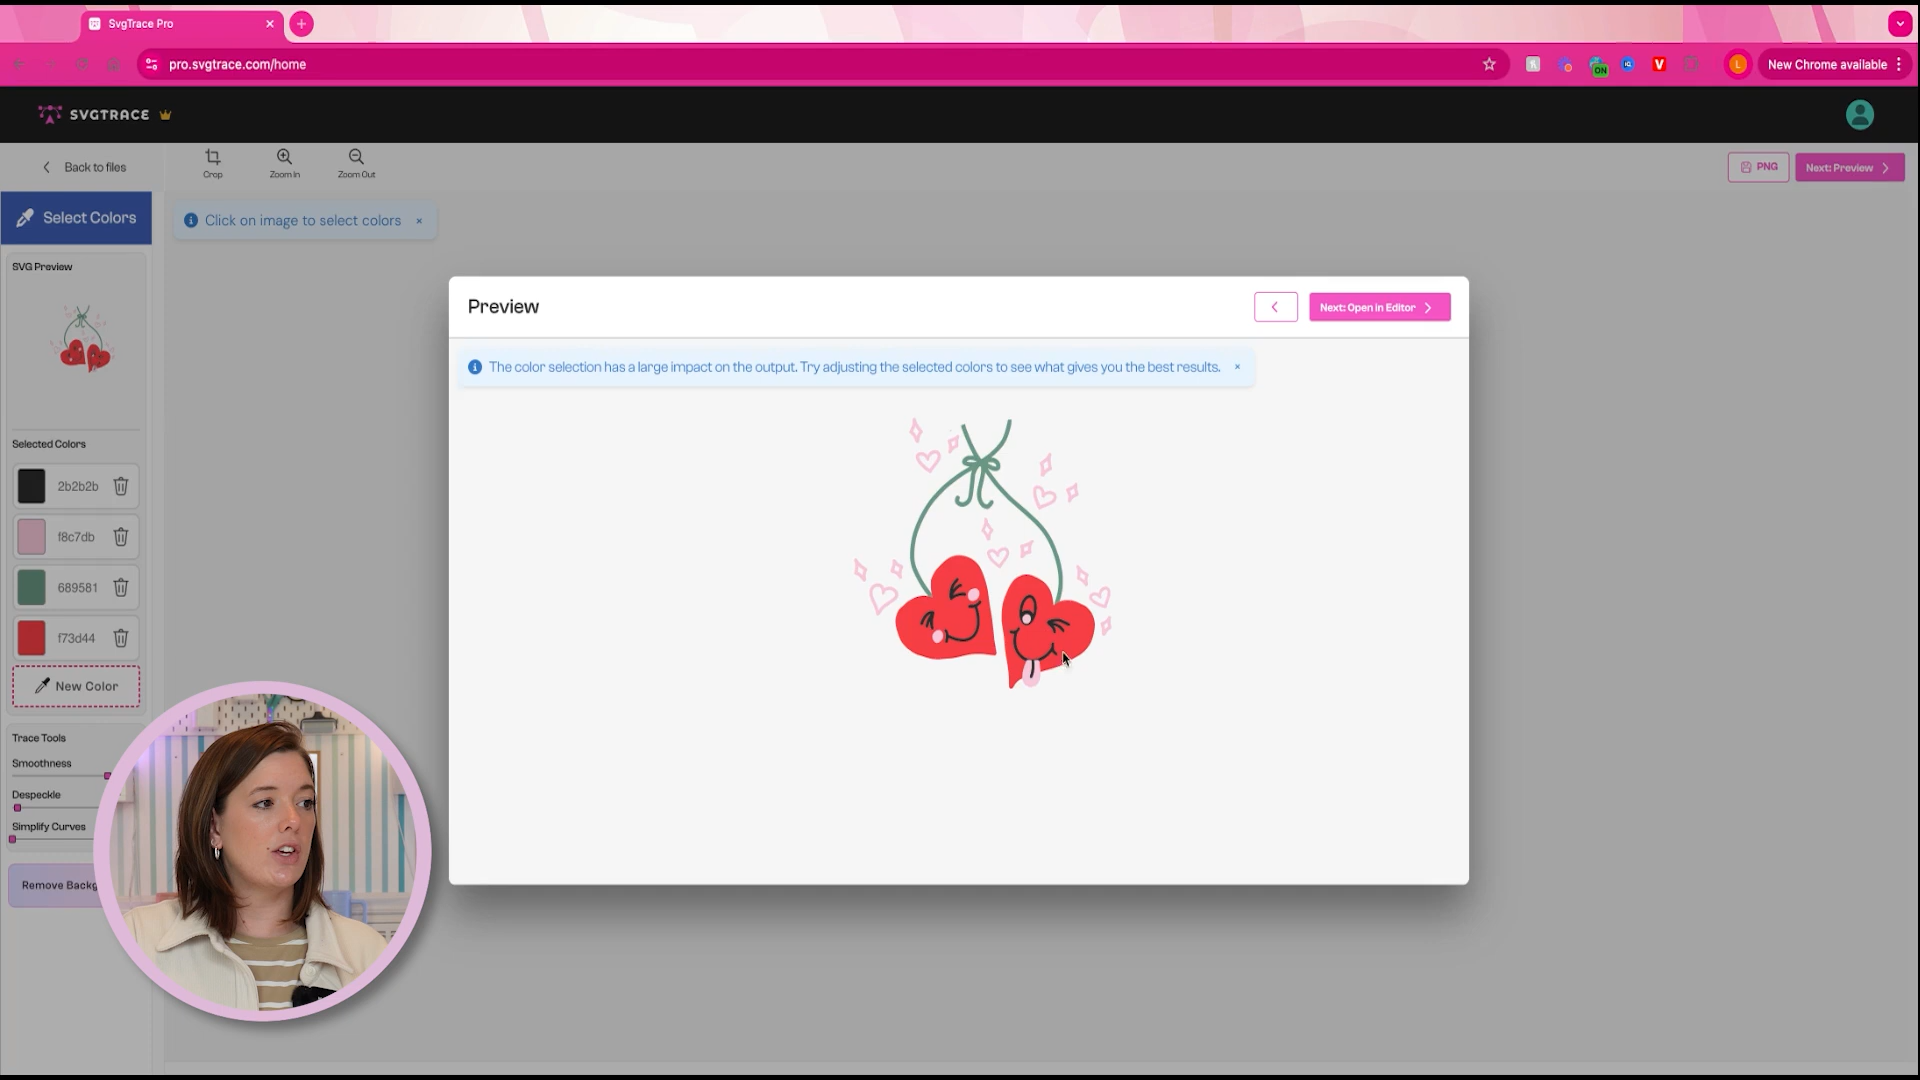 SvgTrace Pro
pro.svgtrace.com/home
ON
V
L
New Chrome available
SVGTRACE
Back to files
Crop
Zoom In
Zoom Out
PNG
Next: Preview
Select Colors
Click on image to select colors
SVG Preview
Preview
Next: Open in Editor
The color selection has a large impact on the output. Try adjusting the selected colors to see what gives you the best results.
Selected Colors
2b2b2b
f8c7db
689581
f73d44
New Color
Trace Tools
Smoothness
Despeckle
Simplify Curves
Remove Backg